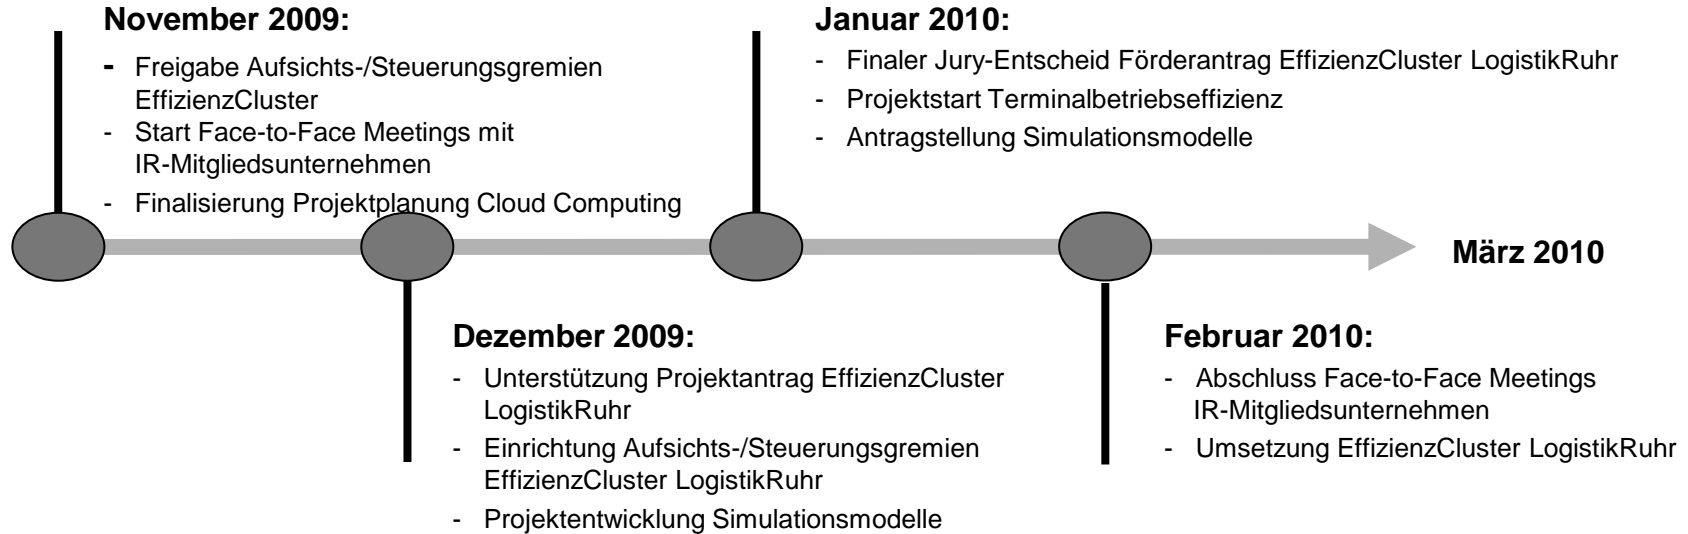 November 2009:
- Freigabe Aufsichts-/Steuerungsgremien
EffizienzCluster
- Start Face-to-Face Meetings mit
IR-Mitgliedsunternehmen
- Finalisierung Projektplanung Cloud Computing
Januar 2010:
- Finaler Jury-Entscheid Förderantrag EffizienzCluster LogistikRuhr
- Projektstart Terminalbetriebseffizienz
- Antragstellung Simulationsmodelle
März 2010
Dezember 2009:
- Unterstützung Projektantrag EffizienzCluster
LogistikRuhr
- Einrichtung Aufsichts-/Steuerungsgremien
EffizienzCluster LogistikRuhr
- Projektentwicklung Simulationsmodelle
Februar 2010:
- Abschluss Face-to-Face Meetings
IR-Mitgliedsunternehmen
- Umsetzung EffizienzCluster LogistikRuhr